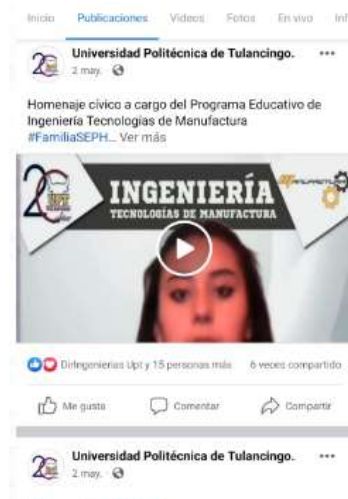 Inicio Publicaciones Videos Fotos En vivo Inf
Universidad Politécnica de Tulancingo.
2 may.
Homenaje cívico a cargo del Programa Educativo de
Ingeniería Tecnologías de Manufactura
#FamiliaSEPH... Ver más
INGENIERÍA
TECNOLOGÍAS DE MANUFACTURA
DirIngenierias Upt y 15 personas más 6 veces compartido
Me gusta Comentar Compartir
Universidad Politécnica de Tulancingo.
2 may.